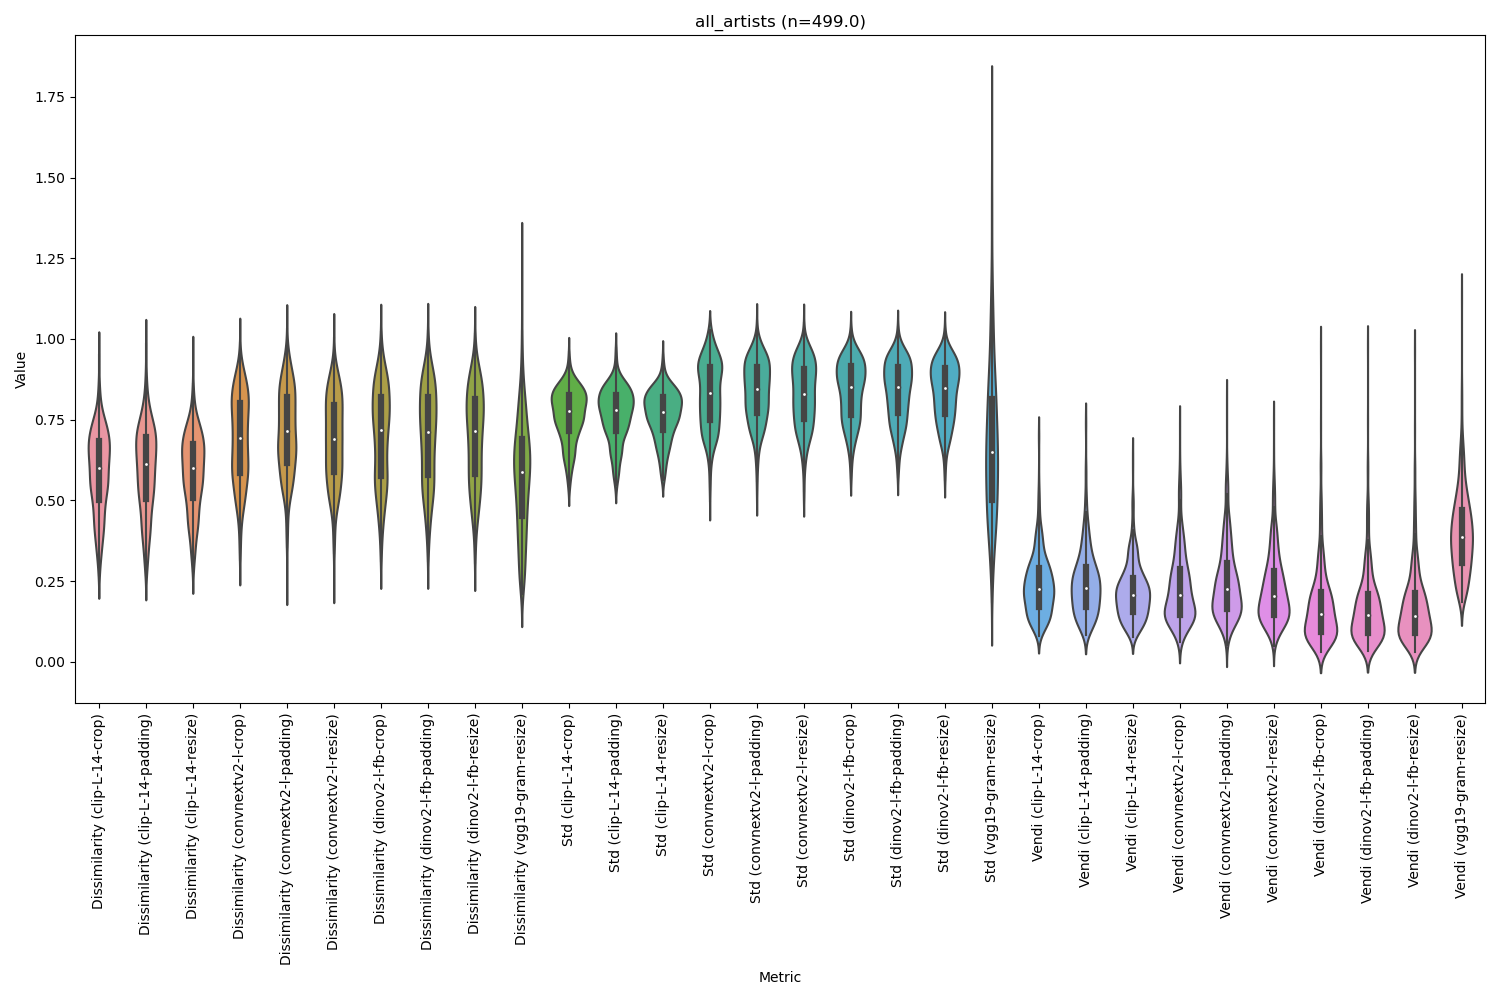 all_artists (n=499.0)
Value
1.75
1.50
1.25
1.00
0.75
0.50
0.25
0.00
Dissimilarity (clip-L-14-crop)
Dissimilarity (clip-L-14-padding)
Dissimilarity (clip-L-14-resize)
Dissimilarity (convnextv2-l-crop)
Dissimilarity (convnextv2-l-padding)
Dissimilarity (convnextv2-l-resize)
Dissimilarity (dinov2-l-fb-crop)
Dissimilarity (dinov2-l-fb-padding)
Dissimilarity (dinov2-l-fb-resize)
Dissimilarity (vgg19-gram-resize)
Std (clip-L-14-crop)
Std (clip-L-14-padding)
Std (clip-L-14-resize)
Std (convnextv2-l-crop)
Std (convnextv2-l-padding)
Std (convnextv2-l-resize)
Std (dinov2-l-fb-crop)
Std (dinov2-l-fb-padding)
Std (dinov2-l-fb-resize)
Std (vgg19-gram-resize)
Vendi (clip-L-14-crop)
Vendi (clip-L-14-padding)
Vendi (clip-L-14-resize)
Vendi (convnextv2-l-crop)
Vendi (convnextv2-l-padding)
Vendi (convnextv2-l-resize)
Vendi (dinov2-l-fb-crop)
Vendi (dinov2-l-fb-padding)
Vendi (dinov2-l-fb-resize)
Vendi (vgg19-gram-resize)
Metric